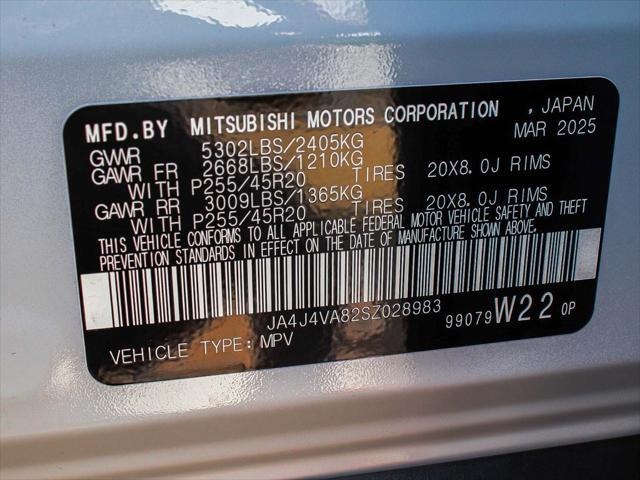 MFD.BY MITSUBISHI MOTORS CORPORATION , JAPAN
MAR 2025
GVWR 5302LBS/2405KG
GAWR FR 2668LBS/1210KG
WITH P255/45R20 TIRES 20X8.0J RIMS
GAWR RR 3009LBS/1365KG
WITH P255/45R20 TIRES 20X8.0J RIMS
THIS VEHICLE CONFORMS TO ALL APPLICABLE FEDERAL MOTOR VEHICLE SAFETY AND THEFT
PREVENTION STANDARDS IN EFFECT ON THE DATE OF MANUFACTURE SHOWN ABOVE.
JA4J4VA82SZ028983
99079 W22 0P
VEHICLE TYPE: MPV